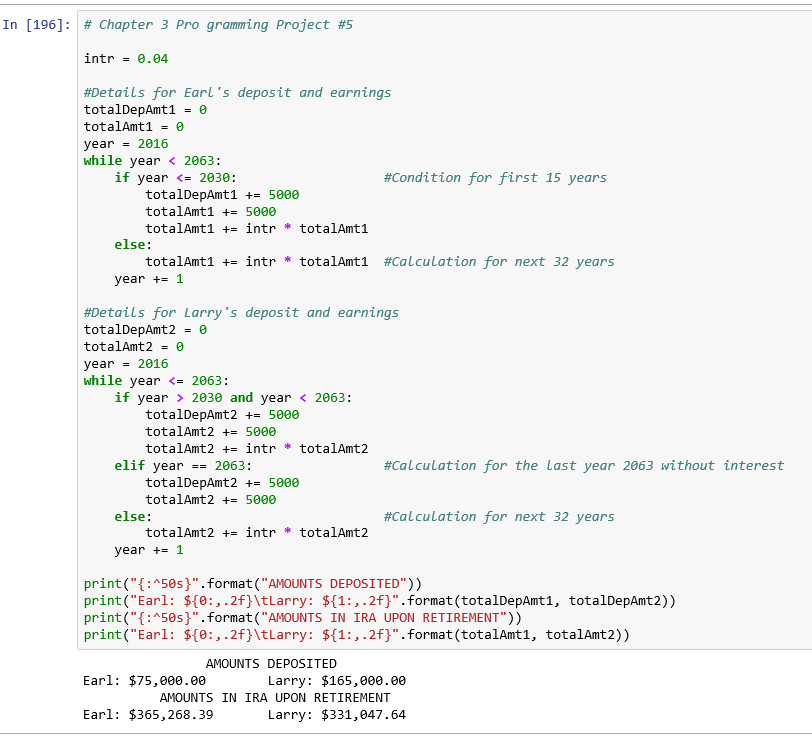 In [196]: # Chapter 3 Pro gramming Project #5
intr = 0.04
#Details for Earl's deposit and earnings
totalDepAmt1 = 0
totalAmt1 = 0
year = 2016
while year < 2063:
    if year <= 2030:                   #Condition for first 15 years
        totalDepAmt1 += 5000
        totalAmt1 += 5000
        totalAmt1 += intr * totalAmt1
    else:
        totalAmt1 += intr * totalAmt1  #Calculation for next 32 years
    year += 1
#Details for Larry's deposit and earnings
totalDepAmt2 = 0
totalAmt2 = 0
year = 2016
while year <= 2063:
    if year > 2030 and year < 2063:
        totalDepAmt2 += 5000
        totalAmt2 += 5000
        totalAmt2 += intr * totalAmt2
    elif year == 2063:                 #Calculation for the last year 2063 without interest
        totalDepAmt2 += 5000
        totalAmt2 += 5000
    else:                              #Calculation for next 32 years
        totalAmt2 += intr * totalAmt2
    year += 1
print("{:^50s}".format("AMOUNTS DEPOSITED"))
print("Earl: ${0:,.2f}\tLarry: ${1:,.2f}".format(totalDepAmt1, totalDepAmt2))
print("{:^50s}".format("AMOUNTS IN IRA UPON RETIREMENT"))
print("Earl: ${0:,.2f}\tLarry: ${1:,.2f}".format(totalAmt1, totalAmt2))
AMOUNTS DEPOSITED
Earl: $75,000.00        Larry: $165,000.00
AMOUNTS IN IRA UPON RETIREMENT
Earl: $365,268.39       Larry: $331,047.64